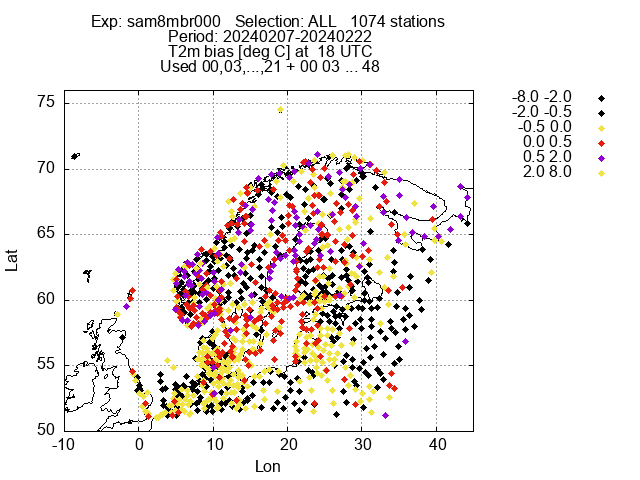 Exp: sam8mbr000   Selection: ALL   1074 stations
Period: 20240207-20240222
T2m bias [deg C] at  18 UTC
Used 00,03,...,21 + 00 03 ... 48
-8.0 -2.0
-2.0 -0.5
-0.5 0.0
0.0 0.5
0.5 2.0
2.0 8.0
75
70
65
60
55
50
Lat
-10 0 10 20 30 40
Lon